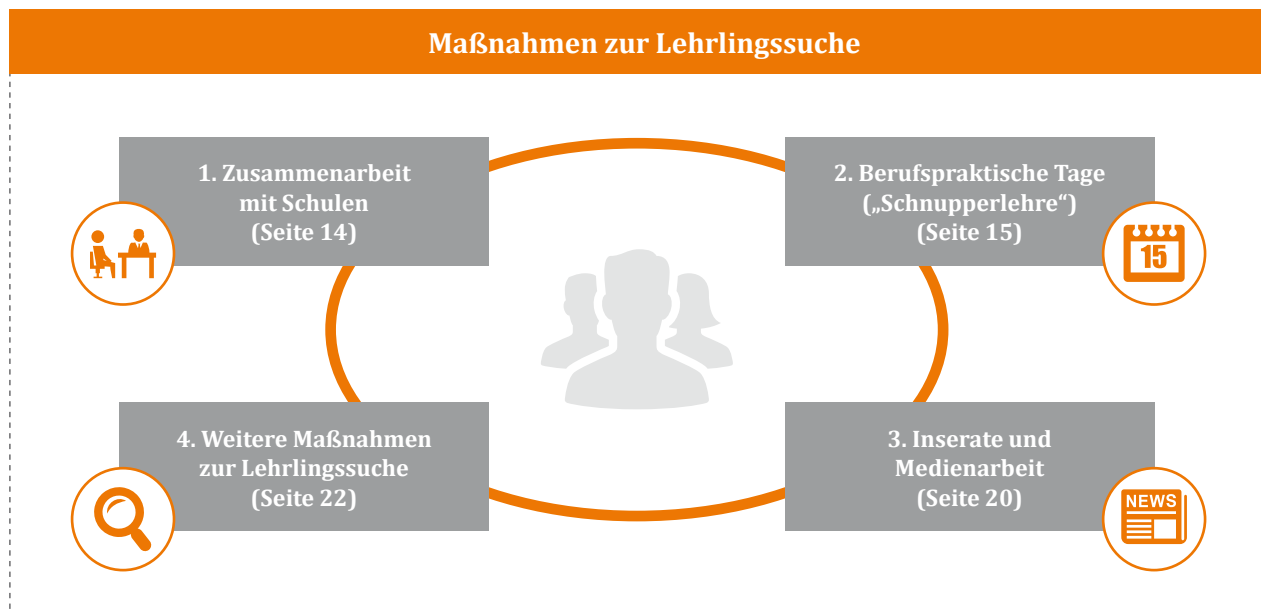 Maßnahmen zur Lehrlingssuche
1. Zusammenarbeit
mit Schulen
(Seite 14)
2. Berufspraktische Tage
(„Schnupperlehre“)
(Seite 15)
15
4. Weitere Maßnahmen
zur Lehrlingssuche
(Seite 22)
3. Inserate und
Medienarbeit
(Seite 20)
NEWS